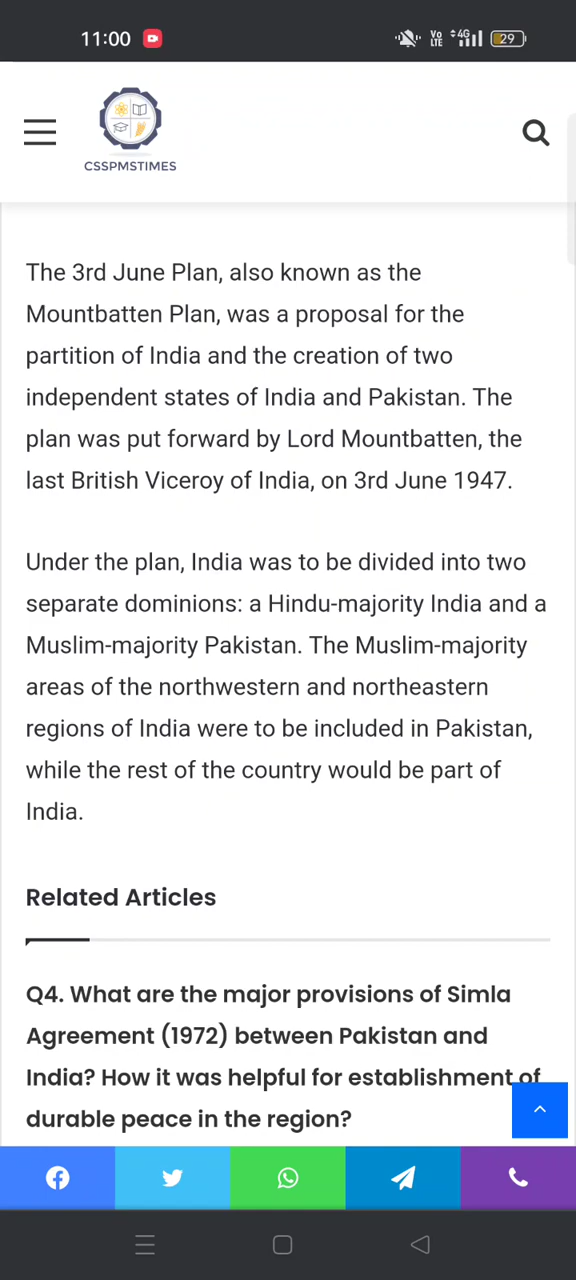 11:00
Vo
LTE
4G
29
CSSPMSTIMES
The 3rd June Plan, also known as the
Mountbatten Plan, was a proposal for the
partition of India and the creation of two
independent states of India and Pakistan. The
plan was put forward by Lord Mountbatten, the
last British Viceroy of India, on 3rd June 1947.
Under the plan, India was to be divided into two
separate dominions: a Hindu-majority India and a
Muslim-majority Pakistan. The Muslim-majority
areas of the northwestern and northeastern
regions of India were to be included in Pakistan,
while the rest of the country would be part of
India.
Related Articles
Q4. What are the major provisions of Simla
Agreement (1972) between Pakistan and
India? How it was helpful for establishment of
durable peace in the region?